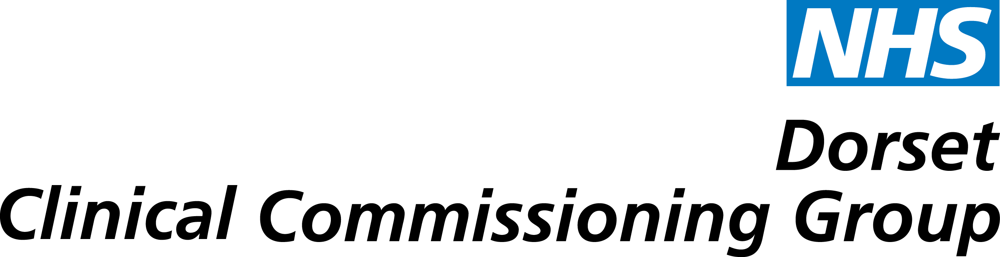 NHS
Dorset
Clinical Commissioning Group